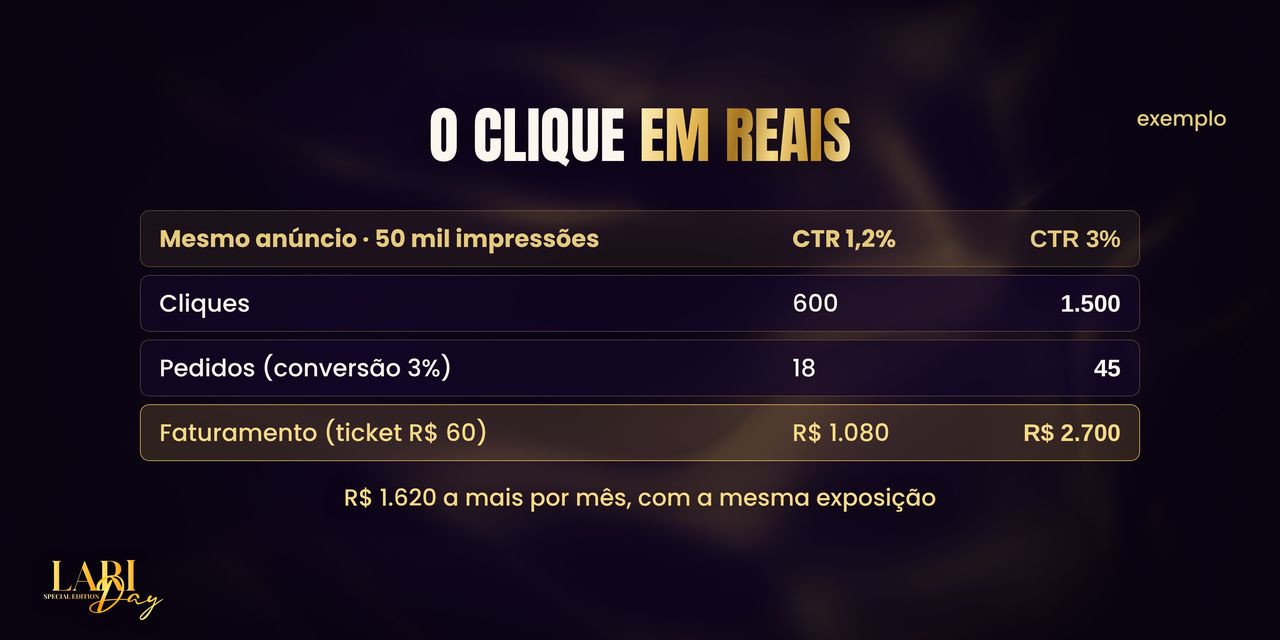 O CLIQUE EM REAIS
exemplo
Mesmo anúncio · 50 mil impressões CTR 1,2% CTR 3%
Cliques 600 1.500
Pedidos (conversão 3%) 18 45
Faturamento (ticket R$ 60) R$ 1.080 R$ 2.700
R$ 1.620 a mais por mês, com a mesma exposição
LABI
SPECIAL EDITION Day